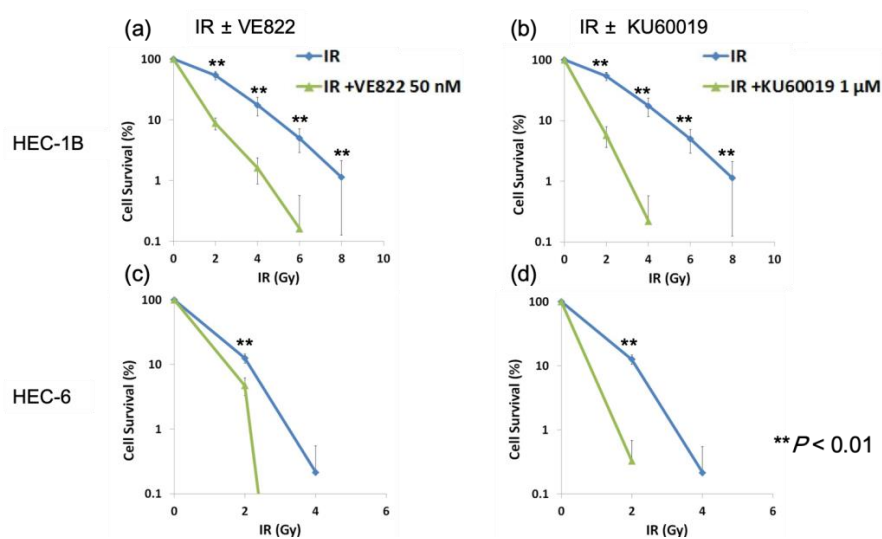 (a) IR ± VE822
IR
IR +VE822 50 nM
HEC-1B
Cell Survival (%)
100
10
1
0.1
** ** ** **
0 2 4 6 8 10
IR (Gy)
(b) IR ± KU60019
IR
IR +KU60019 1 µM
Cell Survival (%)
100
10
1
0.1
** ** ** **
0 2 4 6 8 10
IR (Gy)
(c)
HEC-6
Cell Survival (%)
100
10
1
0.1
**
0 2 4 6
IR (Gy)
(d)
Cell Survival (%)
100
10
1
0.1
**
0 2 4 6
IR (Gy)
**P < 0.01